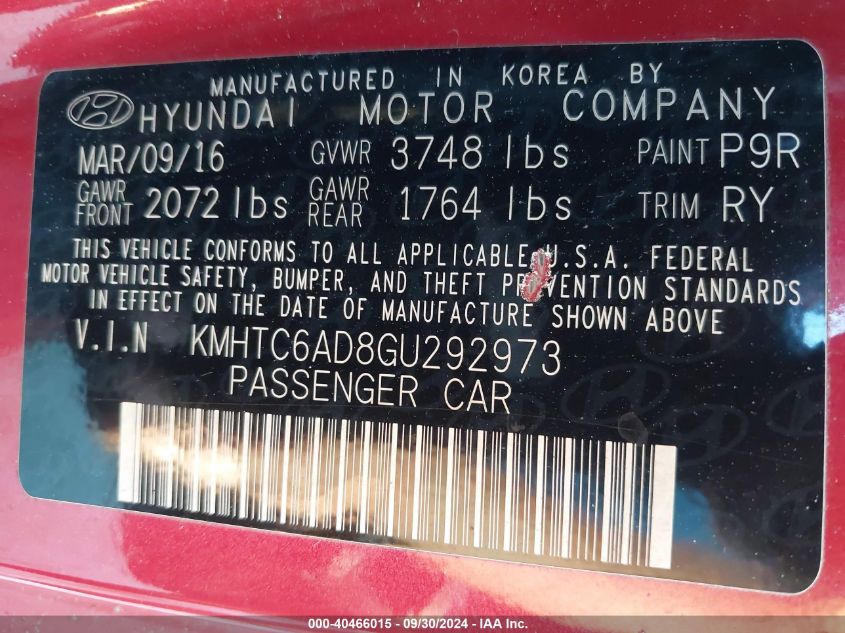 MANUFACTURED IN KOREA BY
HYUNDAI MOTOR COMPANY
MAR/09/16 GVWR 3748 lbs PAINT P9R
GAWR FRONT 2072 lbs GAWR REAR 1764 lbs TRIM RY
THIS VEHICLE CONFORMS TO ALL APPLICABLE U.S.A. FEDERAL
MOTOR VEHICLE SAFETY, BUMPER, AND THEFT PREVENTION STANDARDS
IN EFFECT ON THE DATE OF MANUFACTURE SHOWN ABOVE
V.I.N KMHTC6AD8GU292973
PASSENGER CAR
000-40466015 - 09/30/2024 - IAA Inc.